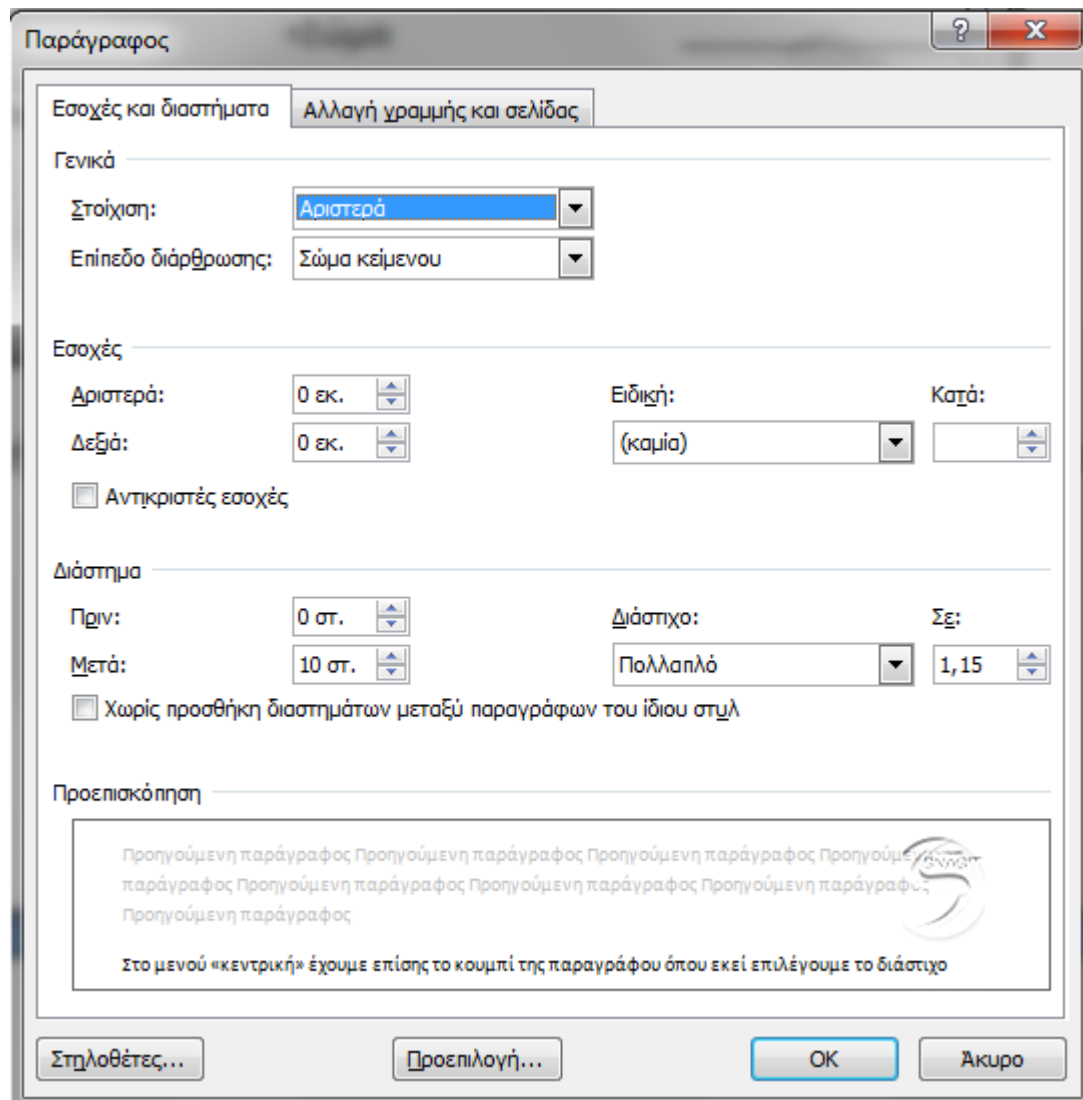 Παράγραφος
Εσοχές και διαστήματα Αλλαγή γραμμής και σελίδας
Γενικά
Στοίχιση: Αριστερά
Επίπεδο διάρθρωσης: Σώμα κείμενου
Εσοχές
Αριστερά: 0 εκ. Ειδική: Κατά:
Δεξιά: 0 εκ. (καμία)
Αντικριστές εσοχές
Διάστημα
Πριν: 0 στ. Διάστιχο: Σε:
Μετά: 10 στ. Πολλαπλό 1,15
Χωρίς προσθήκη διαστημάτων μεταξύ παραγράφων του ίδιου στυλ
Προεπισκόπηση
Προηγούμενη παράγραφος Προηγούμενη παράγραφος Προηγούμενη παράγραφος Προηγούμενη
παράγραφος Προηγούμενη παράγραφος Προηγούμενη παράγραφος Προηγούμενη παράγραφος
Προηγούμενη παράγραφος
Στο μενού «κεντρική» έχουμε επίσης το κουμπί της παραγράφου όπου εκεί επιλέγουμε το διάστιχο
Στηλοθέτες... Προεπιλογή... OK Άκυρο